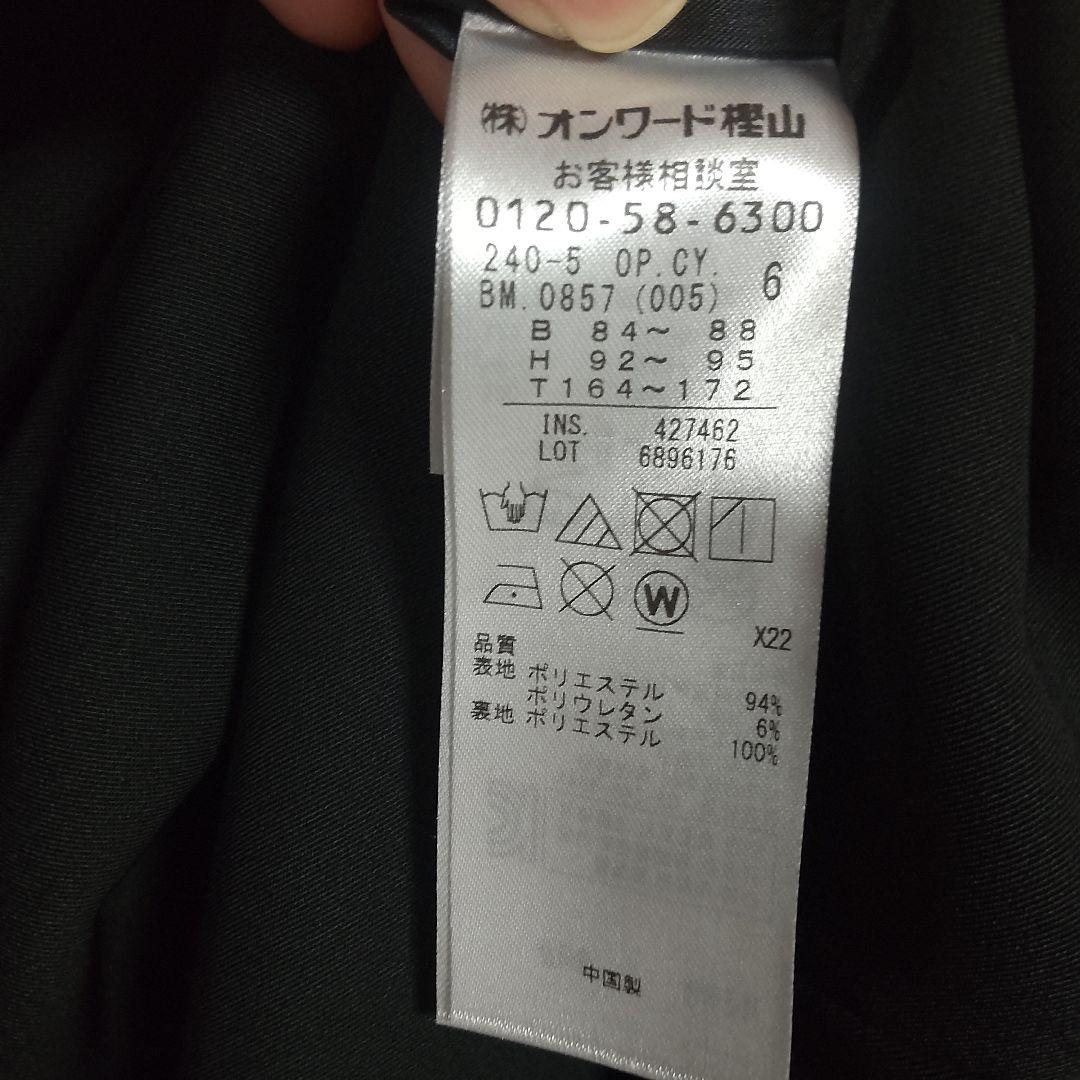 ㈱オンワード樫山
お客様相談室
0120-58-6300
240-5 OP.CY. 6
BM.0857 (005)
B 84〜 88
H 92〜 95
T164〜172
INS. 427462
LOT 6896176
W
X22
品質
表地 ポリエステル 94%
ポリウレタン 6%
裏地 ポリエステル 100%
中国製